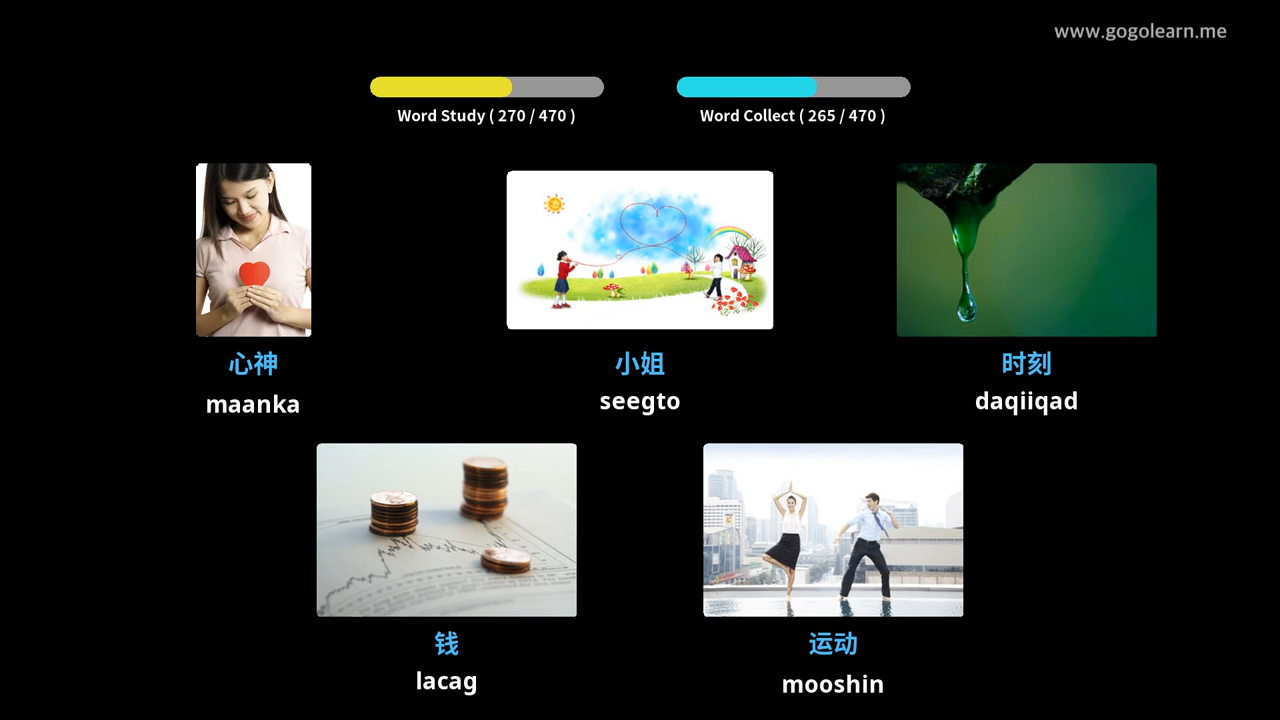 www.gogolearn.me
Word Study ( 270 / 470 )
Word Collect ( 265 / 470 )
心神
maanka
小姐
seegto
时刻
daqiiqad
钱
lacag
运动
mooshin